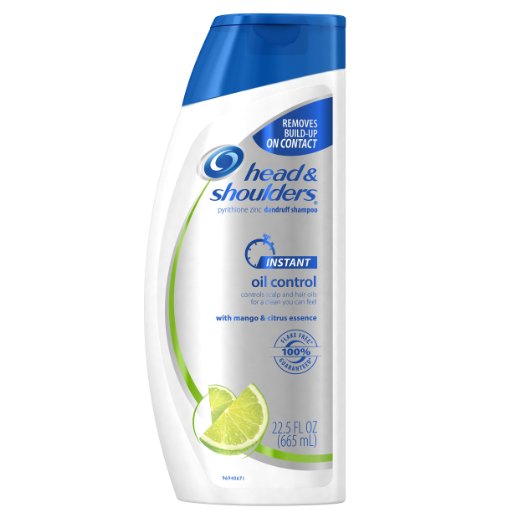 REMOVES
BUILD-UP
ON CONTACT
head &
shoulders®
pyrithione zinc dandruff shampoo
INSTANT
oil control
controls scalp and hair oils
for a clean you can feel
with mango & citrus essence
FLAKE FREE*
100%
GUARANTEED*
22.5 FL OZ
(665 mL)